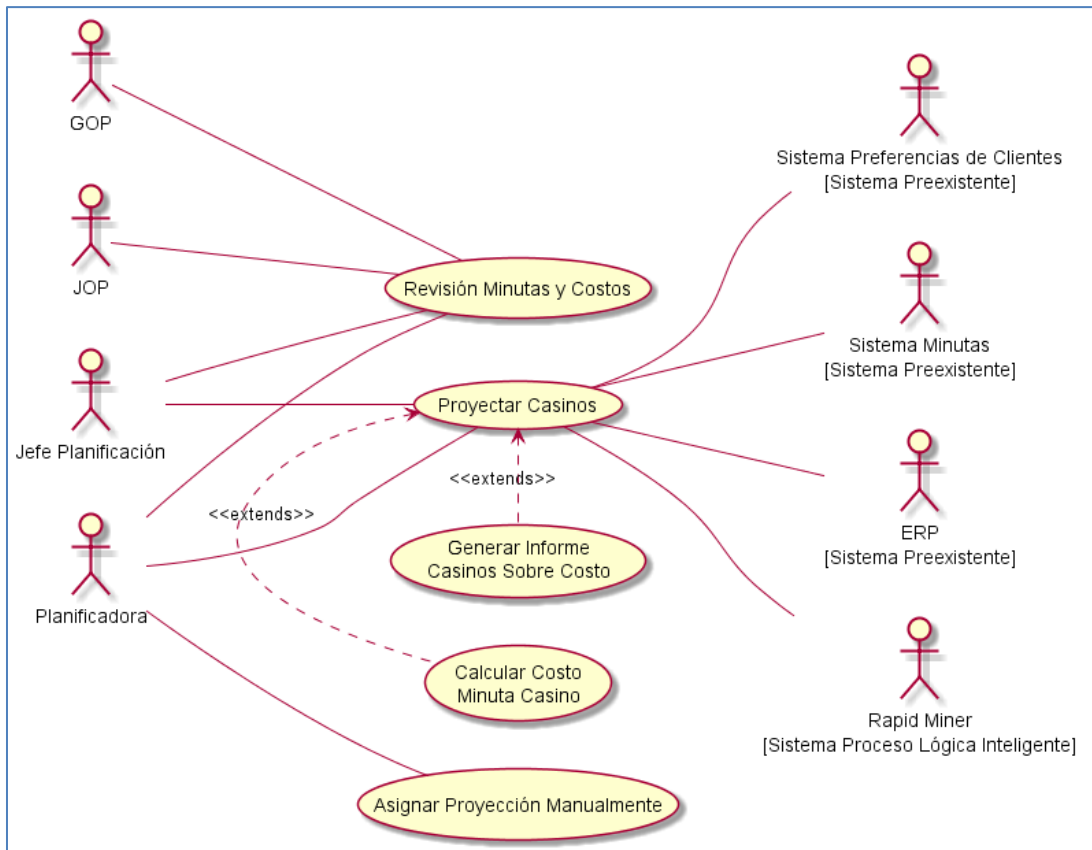 GOP
JOP
Jefe Planificación
Planificadora
Revisión Minutas y Costos
Proyectar Casinos
<<extends>>
<<extends>>
Generar Informe
Casinos Sobre Costo
Calcular Costo
Minuta Casino
Asignar Proyección Manualmente
Sistema Preferencias de Clientes
[Sistema Preexistente]
Sistema Minutas
[Sistema Preexistente]
ERP
[Sistema Preexistente]
Rapid Miner
[Sistema Proceso Lógica Inteligente]